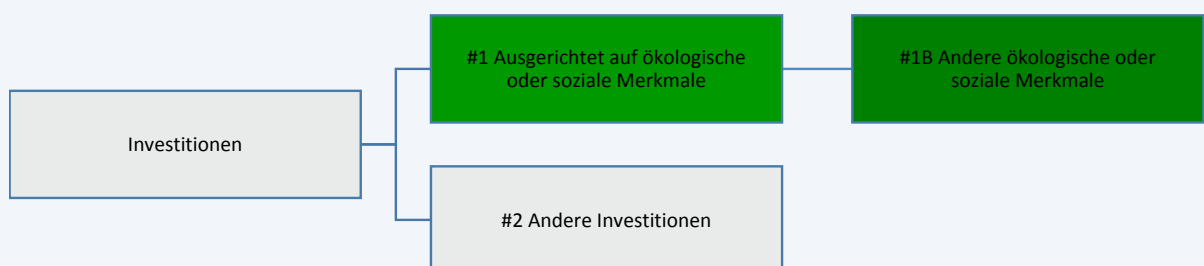 #1 Ausgerichtet auf ökologische
oder soziale Merkmale
#1B Andere ökologische oder
soziale Merkmale
Investitionen
#2 Andere Investitionen